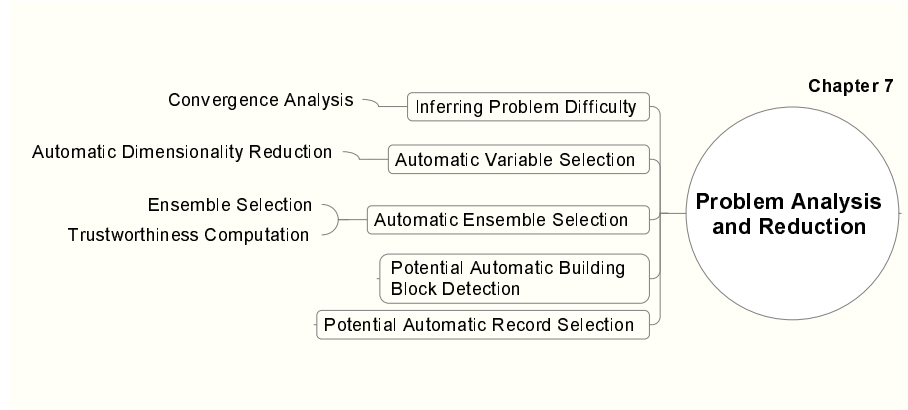 Chapter 7
Problem Analysis
and Reduction
Inferring Problem Difficulty
Convergence Analysis
Automatic Variable Selection
Automatic Dimensionality Reduction
Automatic Ensemble Selection
Ensemble Selection
Trustworthiness Computation
Potential Automatic Building
Block Detection
Potential Automatic Record Selection